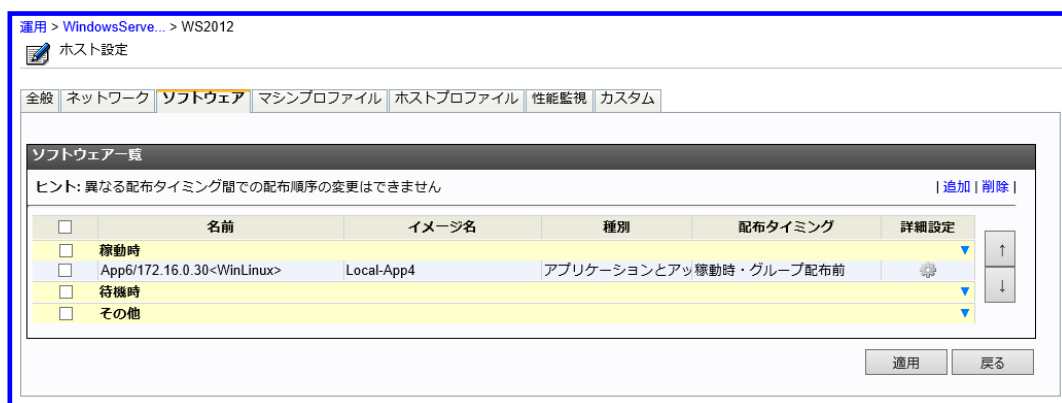 運用 > WindowsServe... > WS2012
ホスト設定
全般 ネットワーク ソフトウェア マシンプロファイル ホストプロファイル 性能監視 カスタム
ソフトウェア一覧
ヒント: 異なる配布タイミング間での配布順序の変更はできません | 追加 | 削除 |
名前 イメージ名 種別 配布タイミング 詳細設定
稼動時
App6/172.16.0.30<WinLinux> Local-App4 アプリケーションとアッ 稼動時・グループ配布前
待機時
その他
適用 戻る